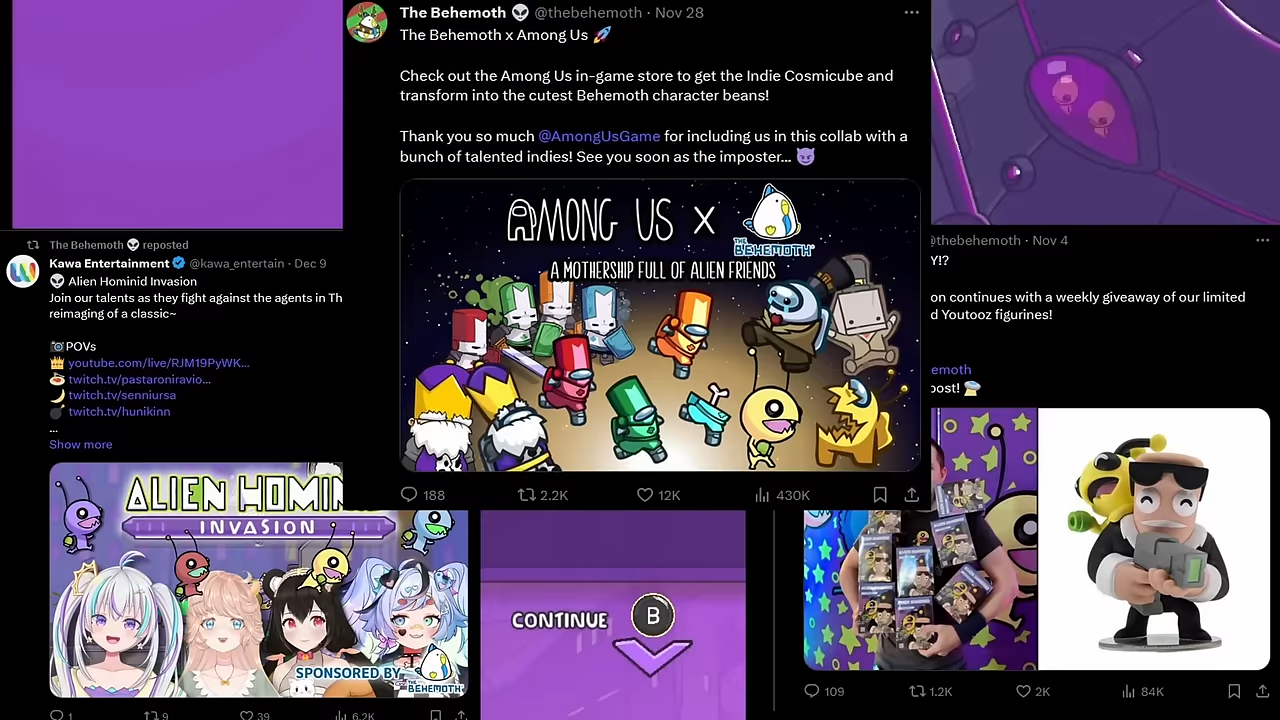 The Behemoth 👽 @thebehemoth · Nov 28
The Behemoth x Among Us 🚀
Check out the Among Us in-game store to get the Indie Cosmicube and
transform into the cutest Behemoth character beans!
Thank you so much @AmongUsGame for including us in this collab with a
bunch of talented indies! See you soon as the imposter... 😈
AMONG US X
THE BEHEMOTH
A MOTHERSHIP FULL OF ALIEN FRIENDS
188 2.2K 12K 430K
The Behemoth 👽 reposted
Kawa Entertainment @kawa_entertain · Dec 9
👽 Alien Hominid Invasion
Join our talents as they fight against the agents in Th
reimaging of a classic~
📷POVs
👑 youtube.com/live/RJM19PyWK...
🍝 twitch.tv/pastaroniravio...
🌙 twitch.tv/senniursa
💣 twitch.tv/hunikinn
...
Show more
ALIEN HOMIN
INVASION
SPONSORED BY
THE BEHEMOTH
1 9 39 6.2K
CONTINUE B
@thebehemoth · Nov 4
Y!?
on continues with a weekly giveaway of our limited
d Youtooz figurines!
emoth
post!
109 1.2K 2K 84K